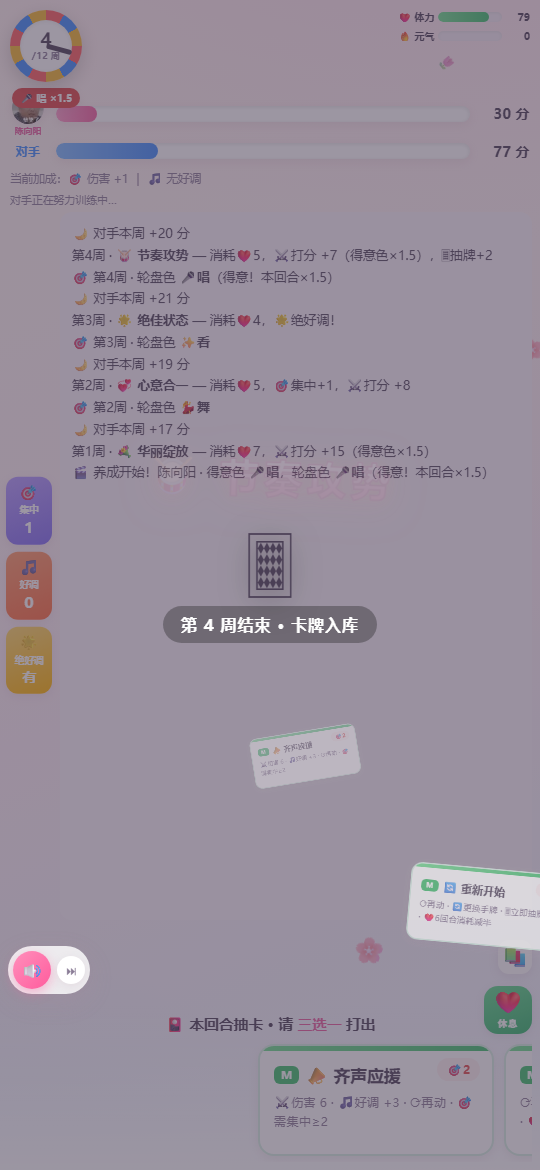 4
/12 周
体力 79
元气 0
唱 ×1.5
陈向阳
30 分
对手
77 分
当前加成: 伤害 +1 | 无好调
对手正在努力训练中...
对手本周 +20 分
第4周 · 节奏攻势 — 消耗 5, 打分 +7 (得意色×1.5) , 抽牌+2
第4周 · 轮盘色 唱 (得意! 本回合×1.5)
对手本周 +21 分
第3周 · 绝佳状态 — 消耗 4, 绝好调!
第3周 · 轮盘色 香
对手本周 +19 分
第2周 · 心意合一 — 消耗 5, 集中+1, 打分 +8
第2周 · 轮盘色 舞
对手本周 +17 分
第1周 · 华丽绽放 — 消耗 7, 打分 +15 (得意色×1.5)
养成开始! 陈向阳 · 得意色 唱, 轮盘色 唱 (得意! 本回合×1.5)
节奏攻势
集中
1
好调
0
绝好调
有
第 4 周结束 · 卡牌入库
M 齐声应援
M 重新开始
再动 · 更换手牌 · 立即抽
· 6回合消耗减半
休息
本回合抽卡 · 请 三选一 打出
M 齐声应援 2
伤害 6 · 好调 +3 · 再动 ·
需集中≥2